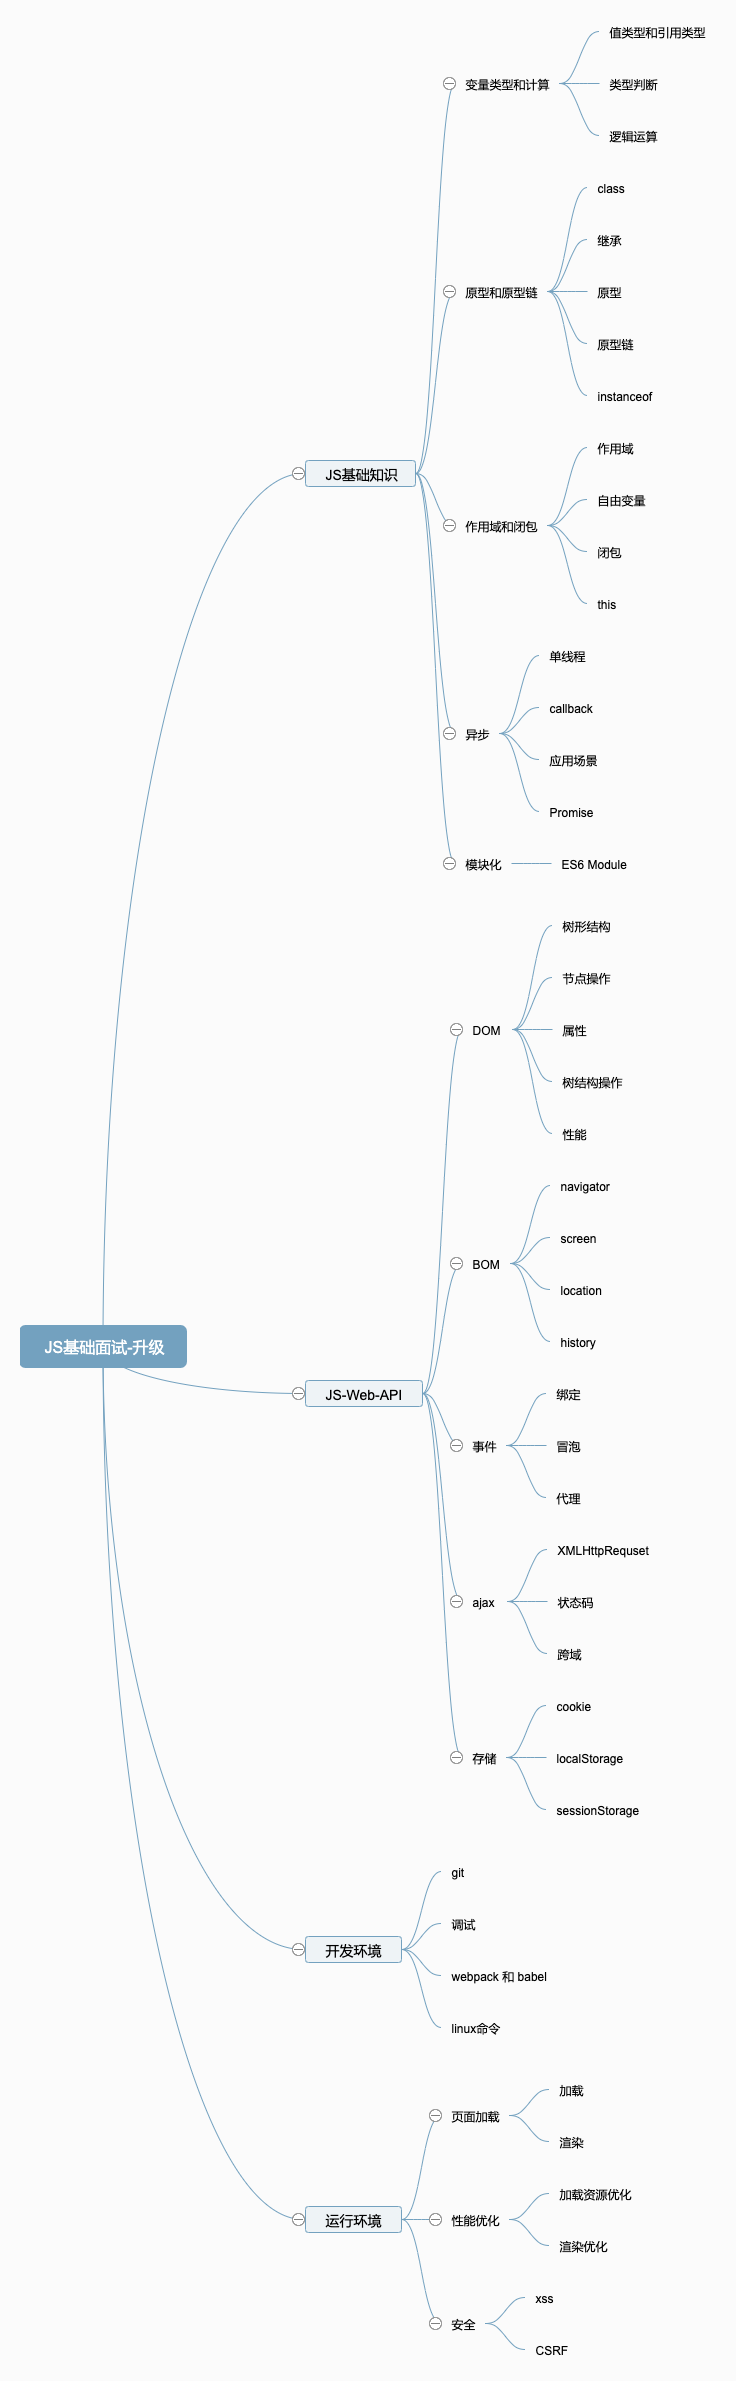 JS基础面试-升级
JS基础知识
变量类型和计算
值类型和引用类型
类型判断
逻辑运算
原型和原型链
class
继承
原型
原型链
instanceof
作用域和闭包
作用域
自由变量
闭包
this
异步
单线程
callback
应用场景
Promise
模块化
ES6 Module
JS-Web-API
DOM
树形结构
节点操作
属性
树结构操作
性能
BOM
navigator
screen
location
history
事件
绑定
冒泡
代理
ajax
XMLHttpRequset
状态码
跨域
存储
cookie
localStorage
sessionStorage
开发环境
git
调试
webpack 和 babel
linux命令
运行环境
页面加载
加载
渲染
性能优化
加载资源优化
渲染优化
安全
xss
CSRF